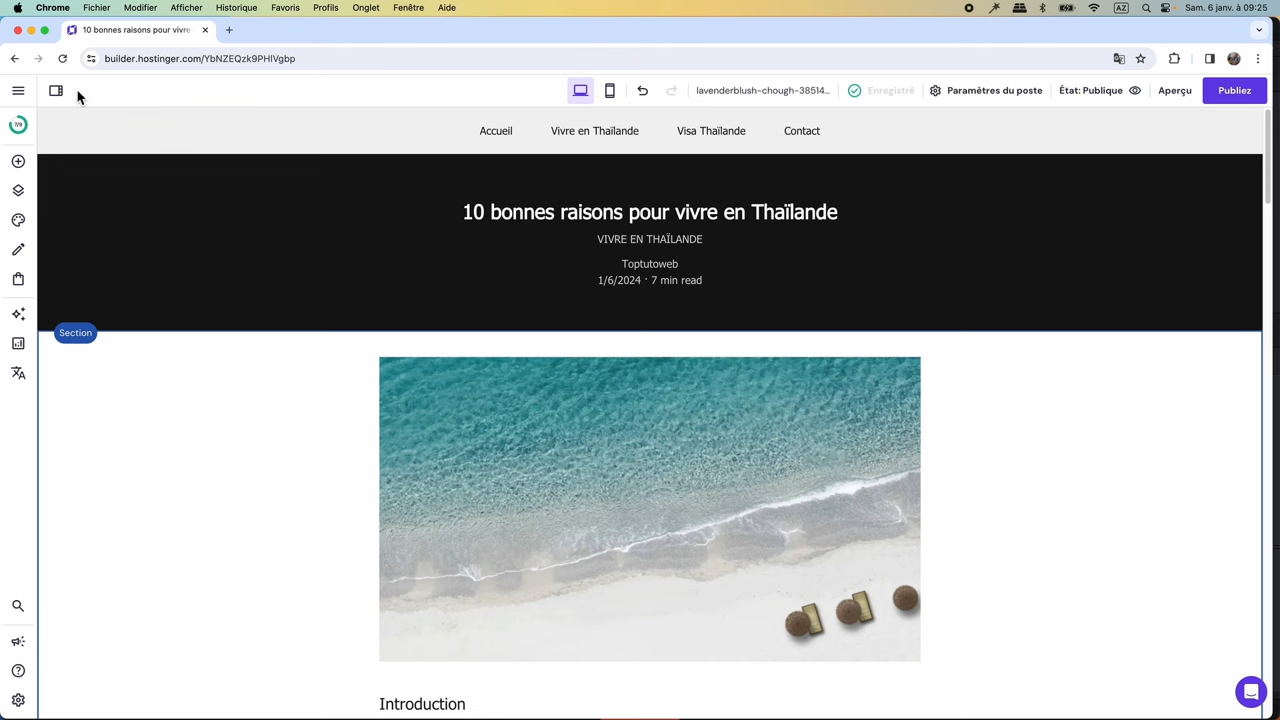 Chrome Fichier Modifier Afficher Historique Favoris Profils Onglet Fenêtre Aide AZ Sam. 6 janv. à 09:25
10 bonnes raisons pour vivre
builder.hostinger.com/YbNZEQzk9PHIVgbp
lavenderblush-chough-38514... Enregistré Paramètres du poste État: Publique Aperçu Publiez
7/9
Accueil Vivre en Thaïlande Visa Thaïlande Contact
10 bonnes raisons pour vivre en Thaïlande
VIVRE EN THAÏLANDE
Toptutoweb
1/6/2024 · 7 min read
Section
Introduction